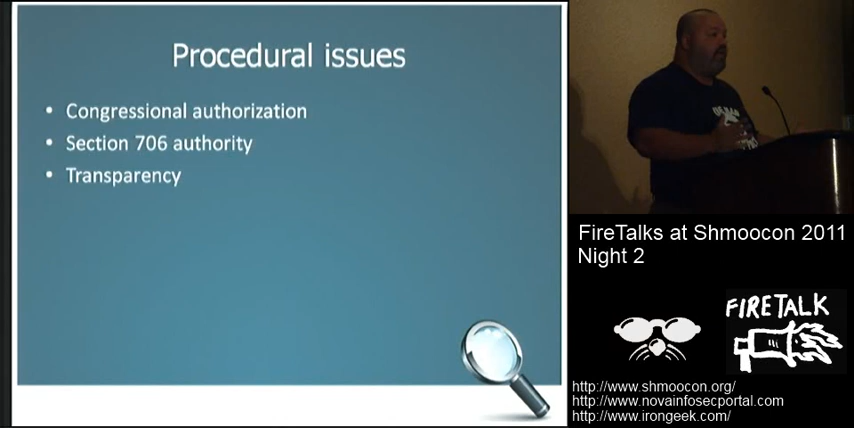 Procedural issues
• Congressional authorization
• Section 706 authority
• Transparency
FireTalks at Shmoocon 2011
Night 2
FIRETALK
http://www.shmoocon.org/
http://www.novainfosecportal.com
http://www.irongeek.com/